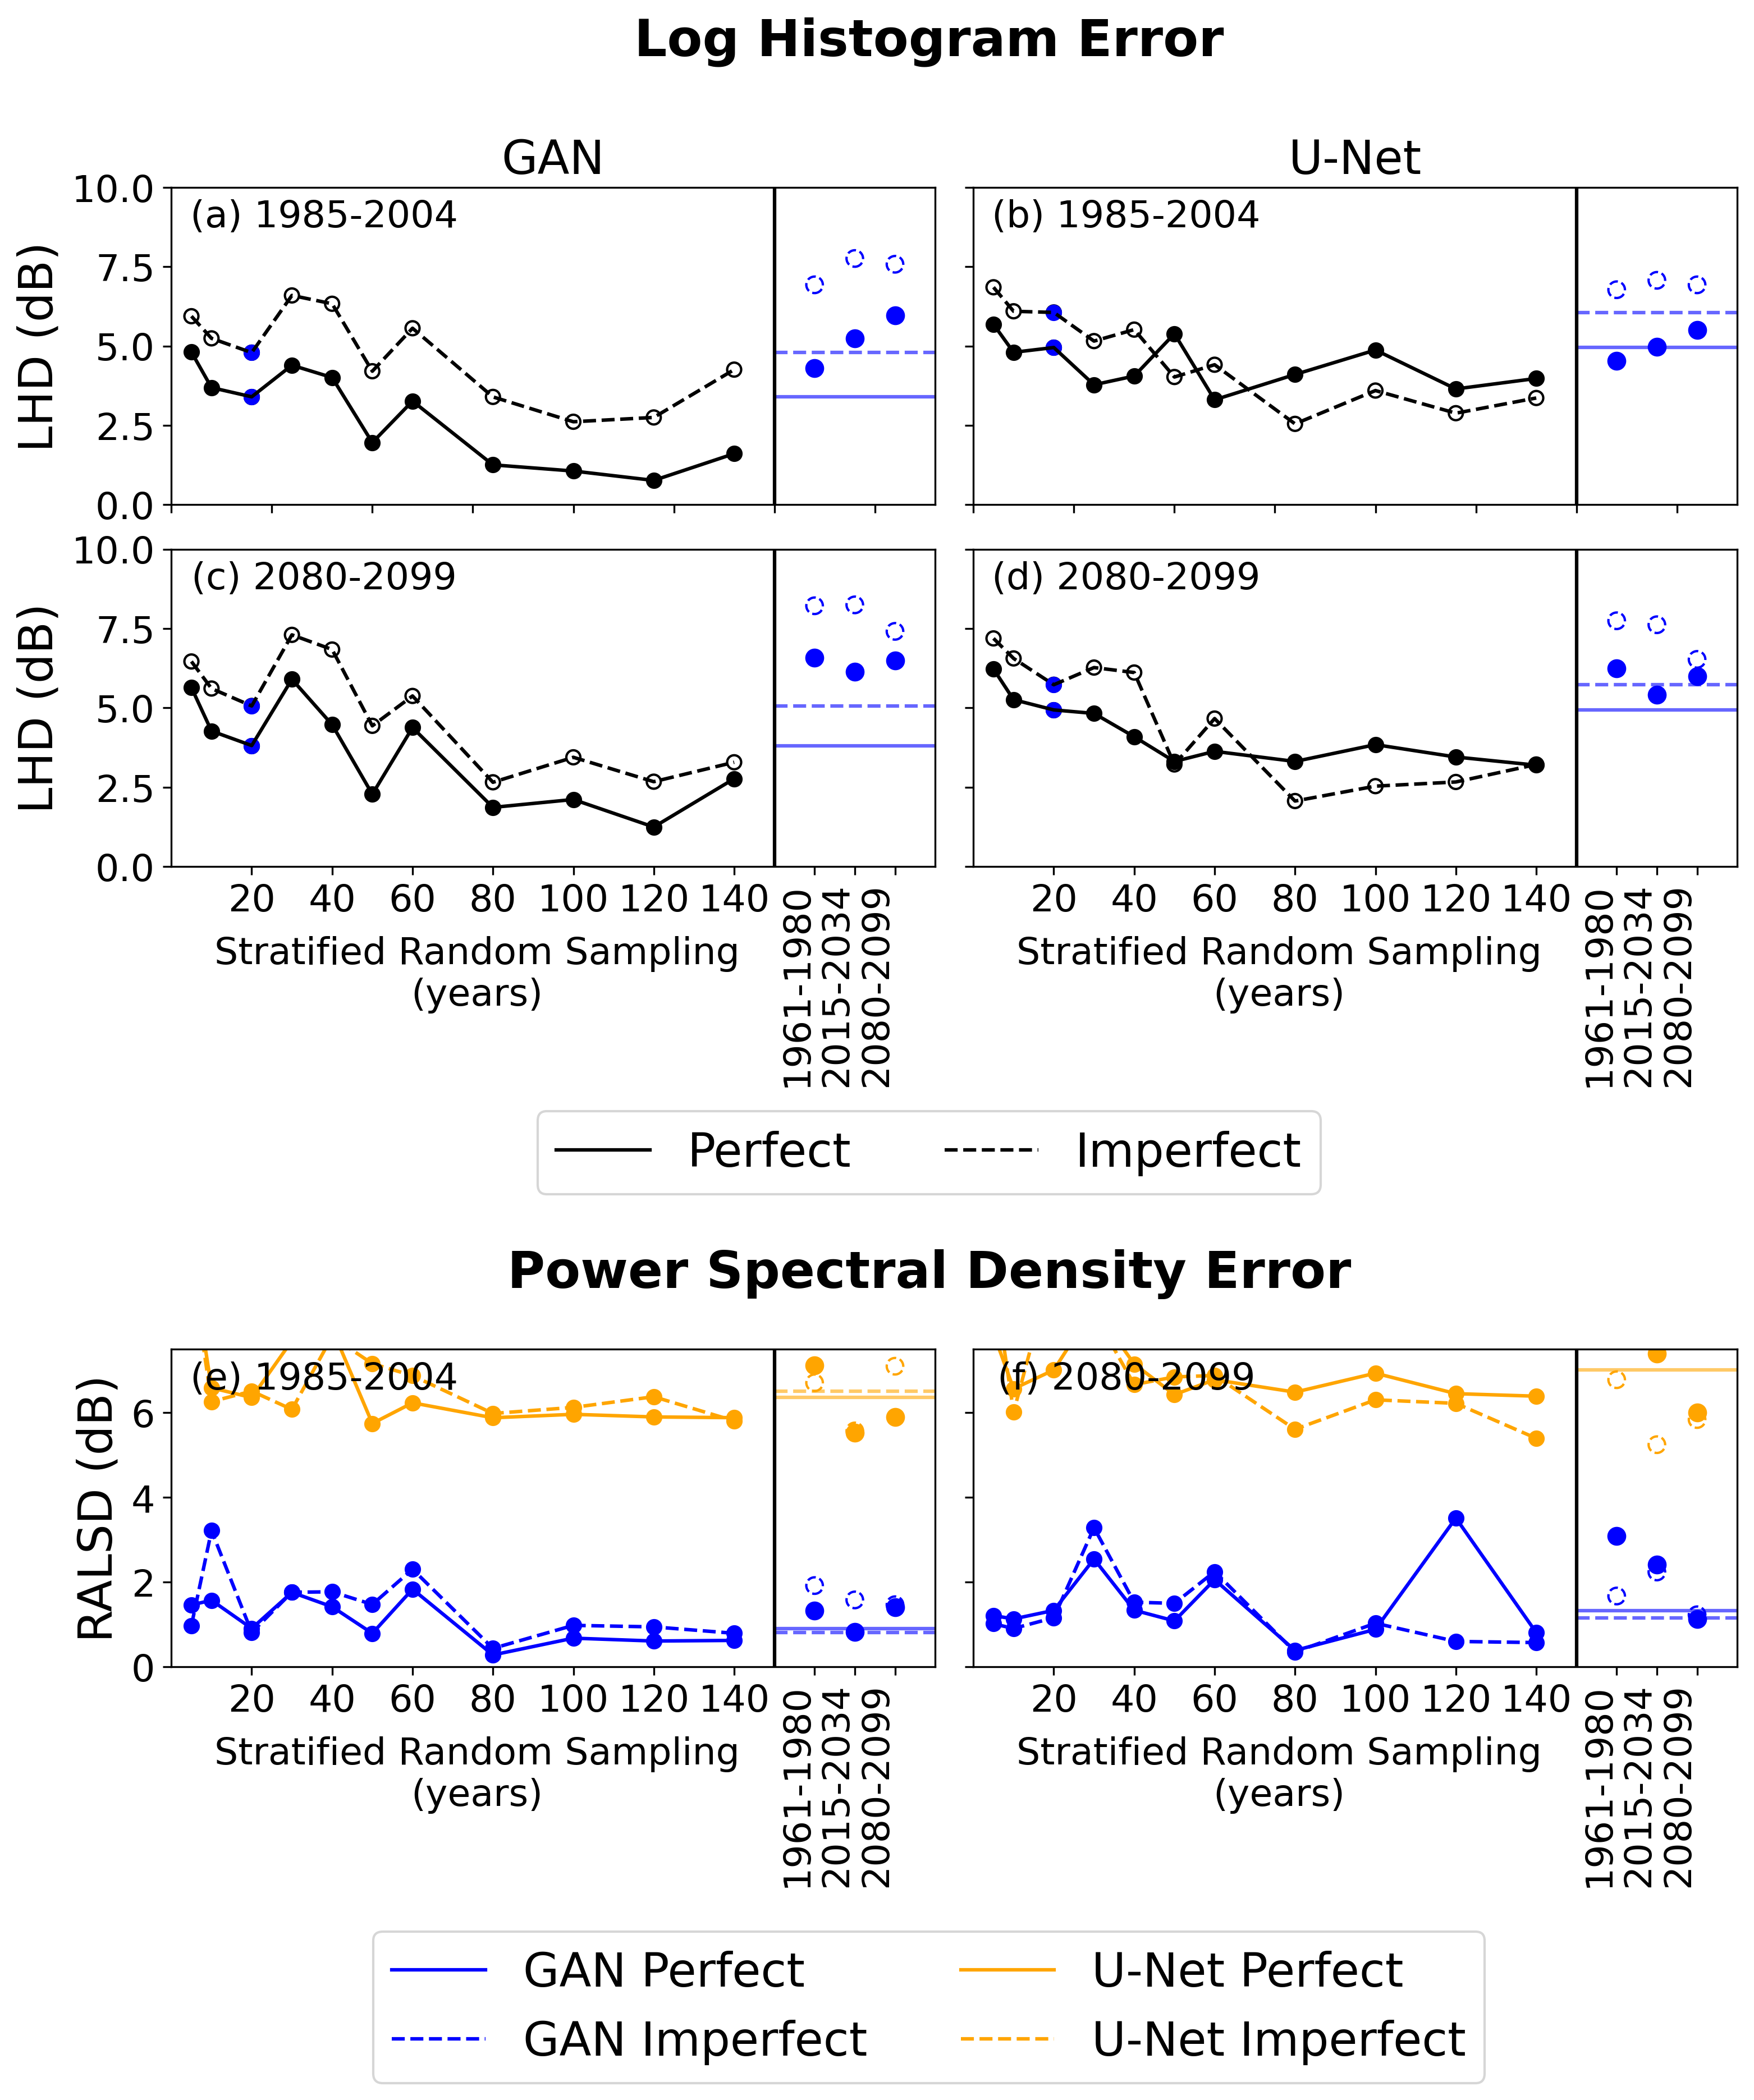 Log Histogram Error
GAN
U-Net
(a) 1985-2004
(b) 1985-2004
LHD (dB)
10.0
7.5
5.0
2.5
0.0
(c) 2080-2099
(d) 2080-2099
LHD (dB)
10.0
7.5
5.0
2.5
0.0
20 40 60 80 100 120 140
1961-1980
2015-2034
2080-2099
Stratified Random Sampling
(years)
20 40 60 80 100 120 140
1961-1980
2015-2034
2080-2099
Stratified Random Sampling
(years)
Perfect
Imperfect
Power Spectral Density Error
(e) 1985-2004
(f) 2080-2099
RALSD (dB)
6
4
2
0
20 40 60 80 100 120 140
1961-1980
2015-2034
2080-2099
Stratified Random Sampling
(years)
20 40 60 80 100 120 140
1961-1980
2015-2034
2080-2099
Stratified Random Sampling
(years)
GAN Perfect
U-Net Perfect
GAN Imperfect
U-Net Imperfect